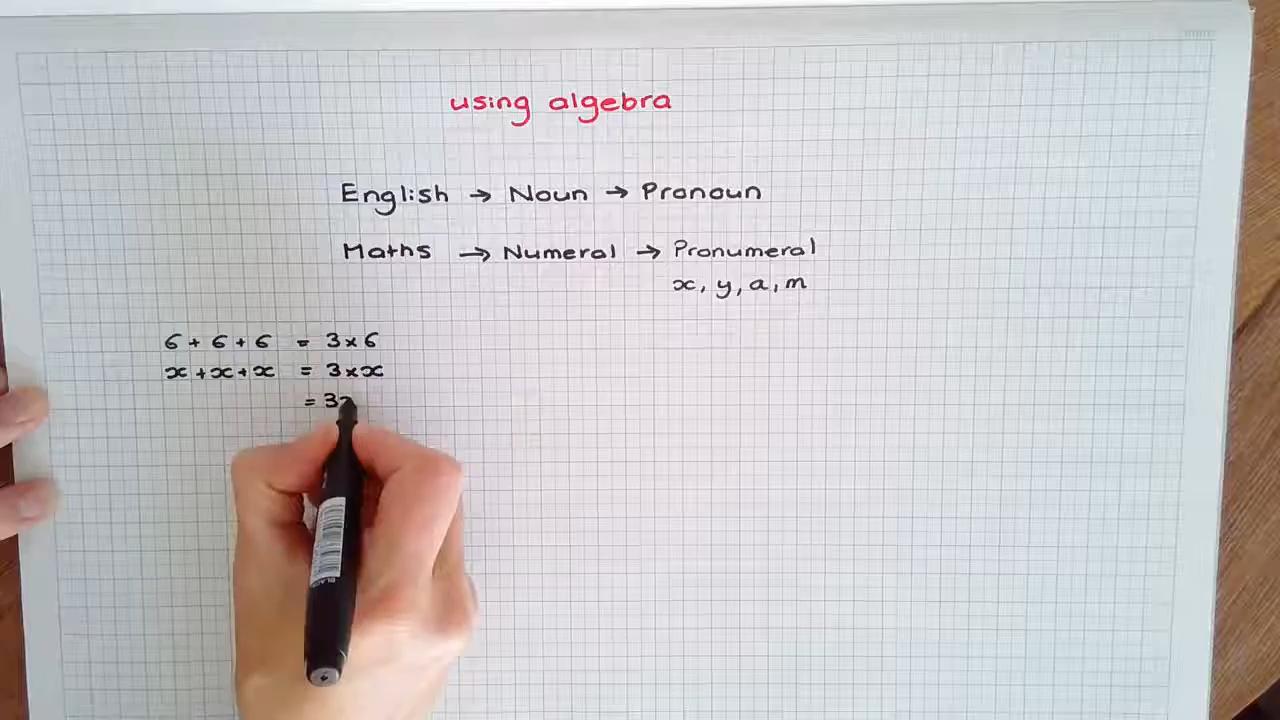 using algebra
English → Noun → Pronoun
Maths → Numeral → Pronumeral
x, y, a, m
6 + 6 + 6 = 3 × 6
x + x + x = 3 × x
= 3